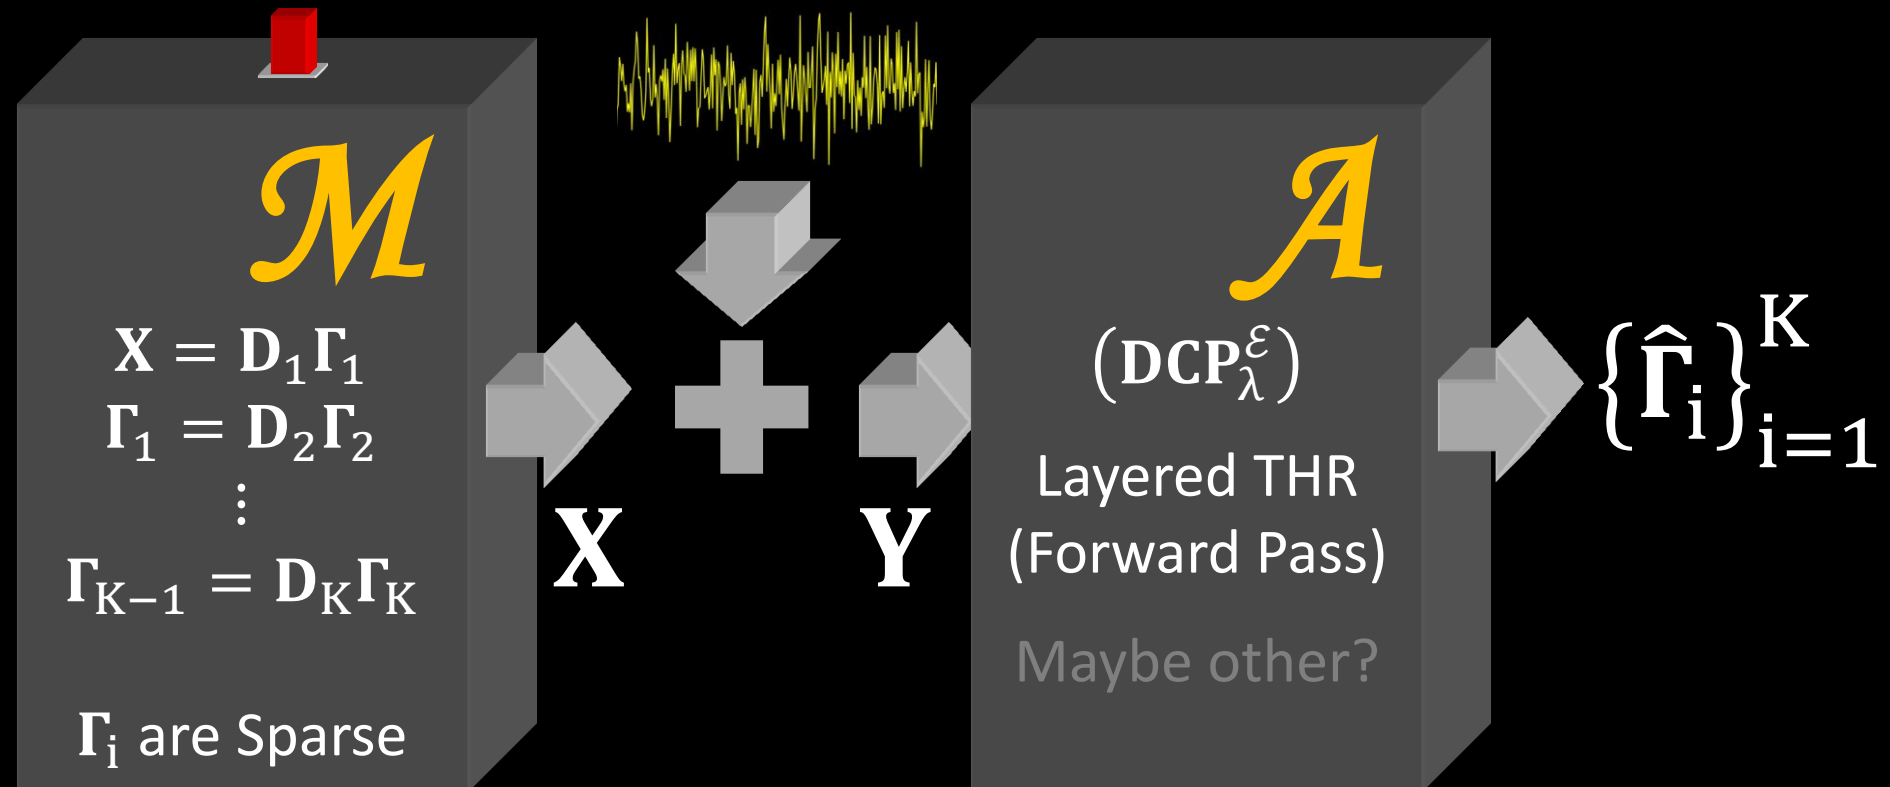 ℳ
𝐗 = 𝐃₁𝚪₁
𝚪₁ = 𝐃₂𝚪₂
⋮
𝚪_{K−1} = 𝐃_K𝚪_K
𝚪ᵢ are Sparse
𝐗
𝐘
𝒜
(𝐃𝐂𝐏_λ^ℰ)
Layered THR
(Forward Pass)
Maybe other?
{𝚪̂ᵢ}_{i=1}^K